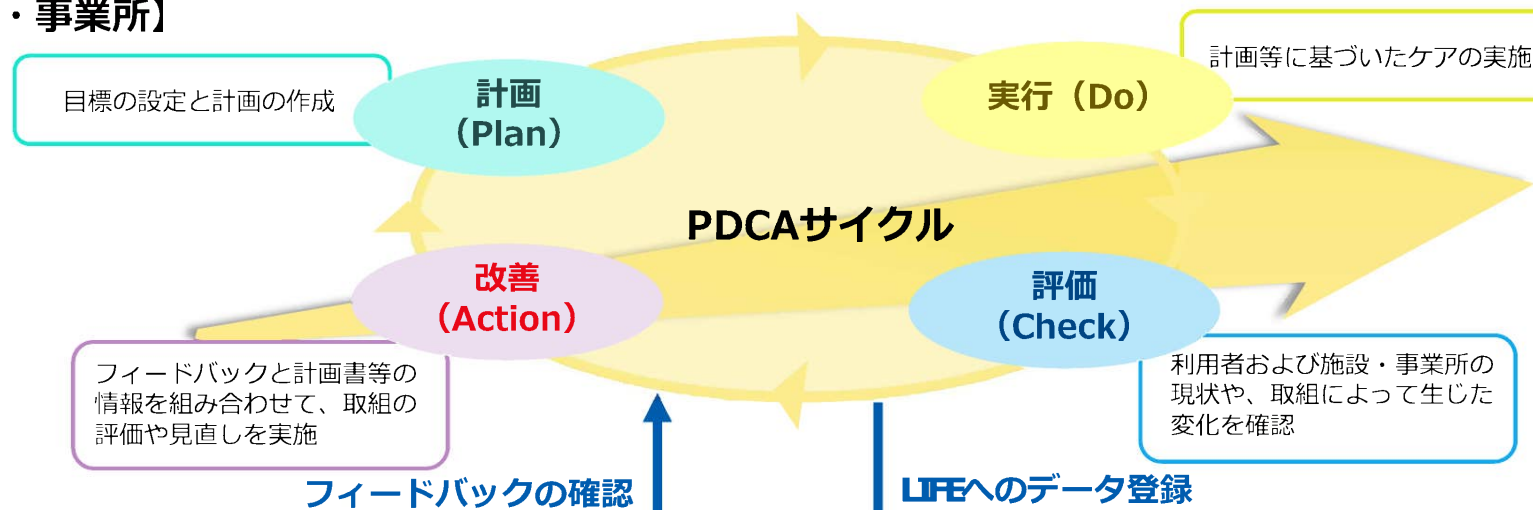 ・事業所】
目標の設定と計画の作成
計画
（Plan）
実行（Do）
計画等に基づいたケアの実施
PDCAサイクル
改善
（Action）
評価
（Check）
フィードバックと計画書等の
情報を組み合わせて、取組の
評価や見直しを実施
利用者および施設・事業所の
現状や、取組によって生じた
変化を確認
フィードバックの確認
LIFEへのデータ登録